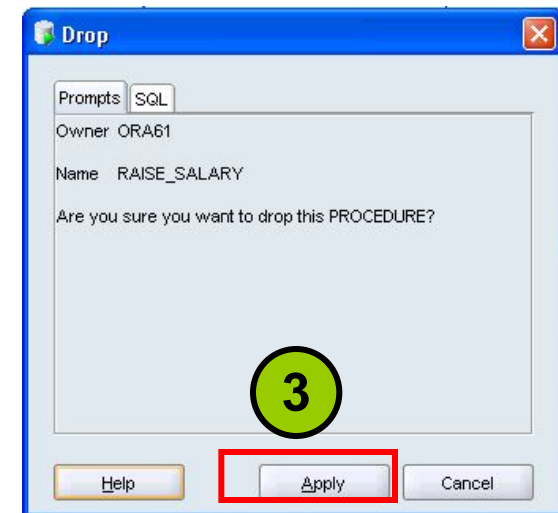 Drop
Prompts SQL
Owner ORA61
Name RAISE_SALARY
Are you sure you want to drop this PROCEDURE?
3
Help Apply Cancel